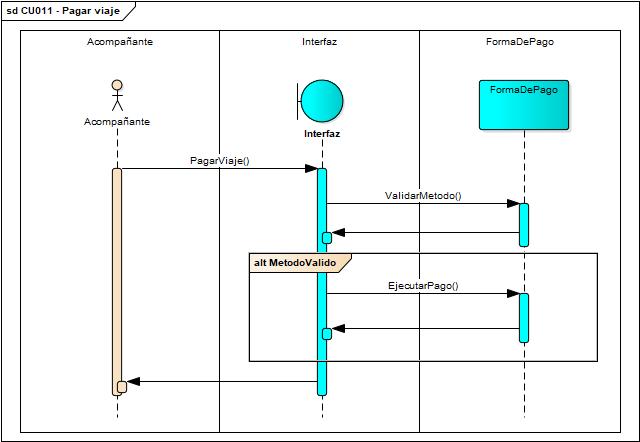 sd CU011 - Pagar viaje
Acompañante
Interfaz
FormaDePago
Acompañante
Interfaz
FormaDePago
PagarViaje()
ValidarMetodo()
alt MetodoValido
EjecutarPago()